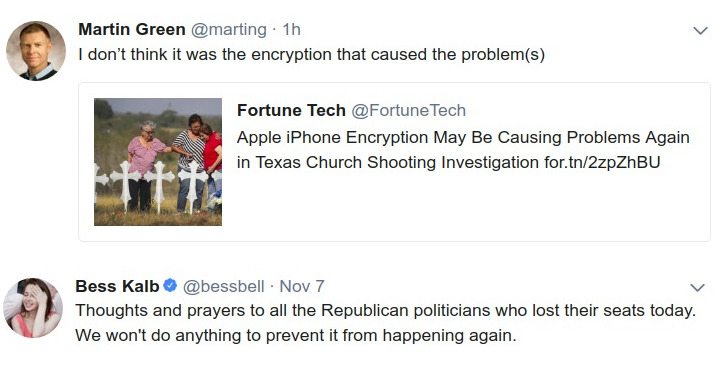 Martin Green @marting · 1h
I don’t think it was the encryption that caused the problem(s)
Fortune Tech @FortuneTech
Apple iPhone Encryption May Be Causing Problems Again
in Texas Church Shooting Investigation for.tn/2zpZhBU
Bess Kalb @bessbell · Nov 7
Thoughts and prayers to all the Republican politicians who lost their seats today.
We won't do anything to prevent it from happening again.